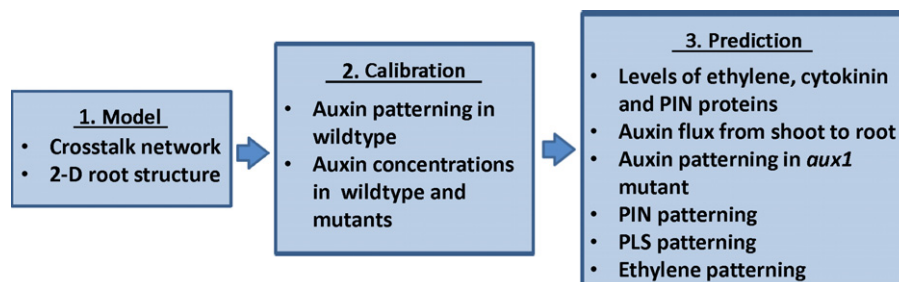 1. Model
• Crosstalk network
• 2-D root structure
2. Calibration
• Auxin patterning in
wildtype
• Auxin concentrations
in wildtype and
mutants
3. Prediction
• Levels of ethylene, cytokinin
and PIN proteins
• Auxin flux from shoot to root
• Auxin patterning in aux1
mutant
• PIN patterning
• PLS patterning
• Ethylene patterning